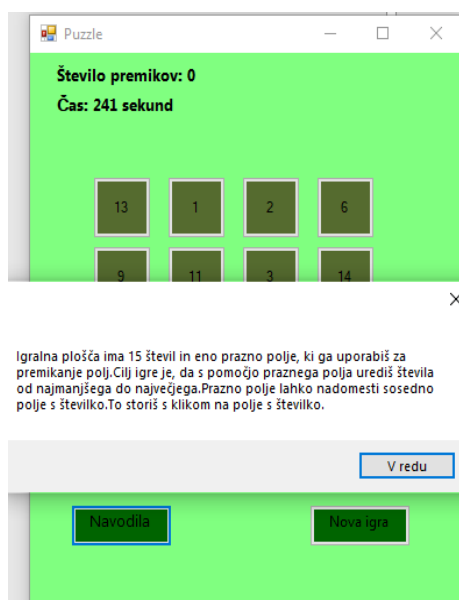 Puzzle
Število premikov: 0
Čas: 241 sekund
13 1 2 6
9 11 3 14
Igralna plošča ima 15 števil in eno prazno polje, ki ga uporabiš za
premikanje polj.Cilj igre je, da s pomočjo praznega polja urediš števila
od najmanjšega do največjega.Prazno polje lahko nadomesti sosedno
polje s številko.To storiš s klikom na polje s številko.
V redu
Navodila Nova igra